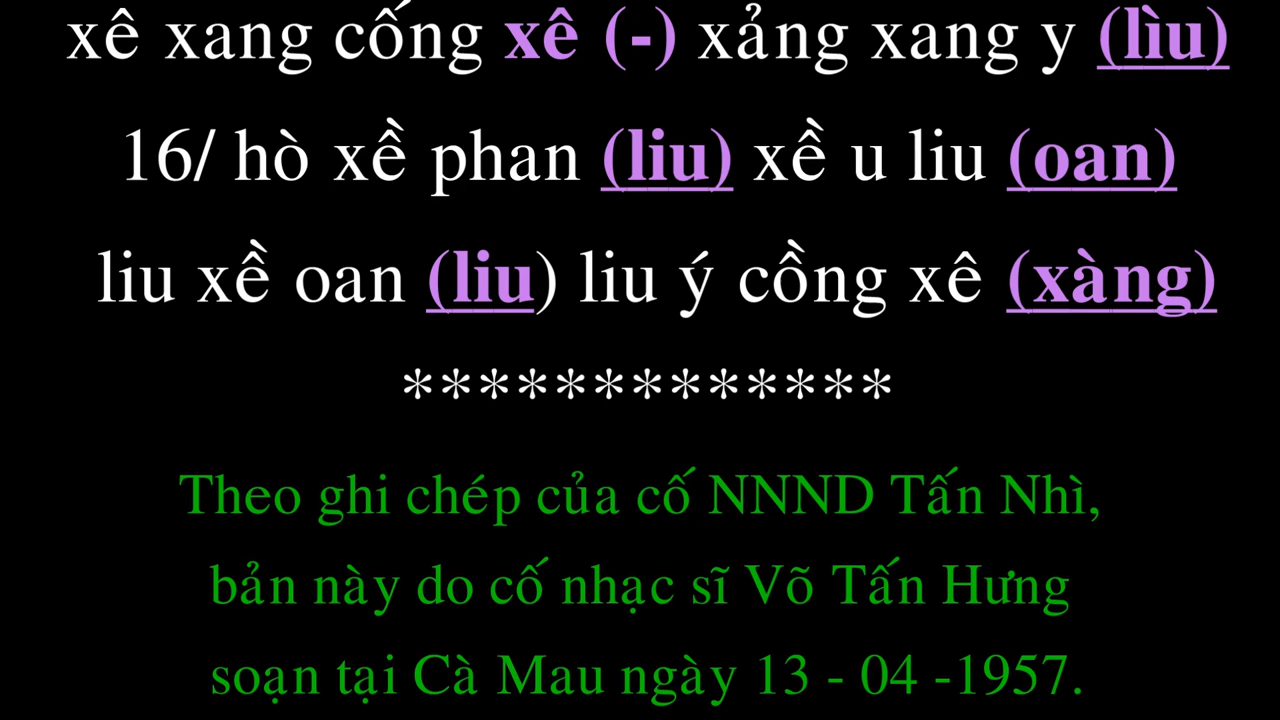 xê xang cống xê (-) xảng xang y (lìu)
16/ hò xề phan (liu) xề u liu (oan)
liu xề oan (liu) liu ý cồng xê (xàng)
*************
Theo ghi chép của cố NNND Tấn Nhì,
bản này do cố nhạc sĩ Võ Tấn Hưng
soạn tại Cà Mau ngày 13 - 04 -1957.